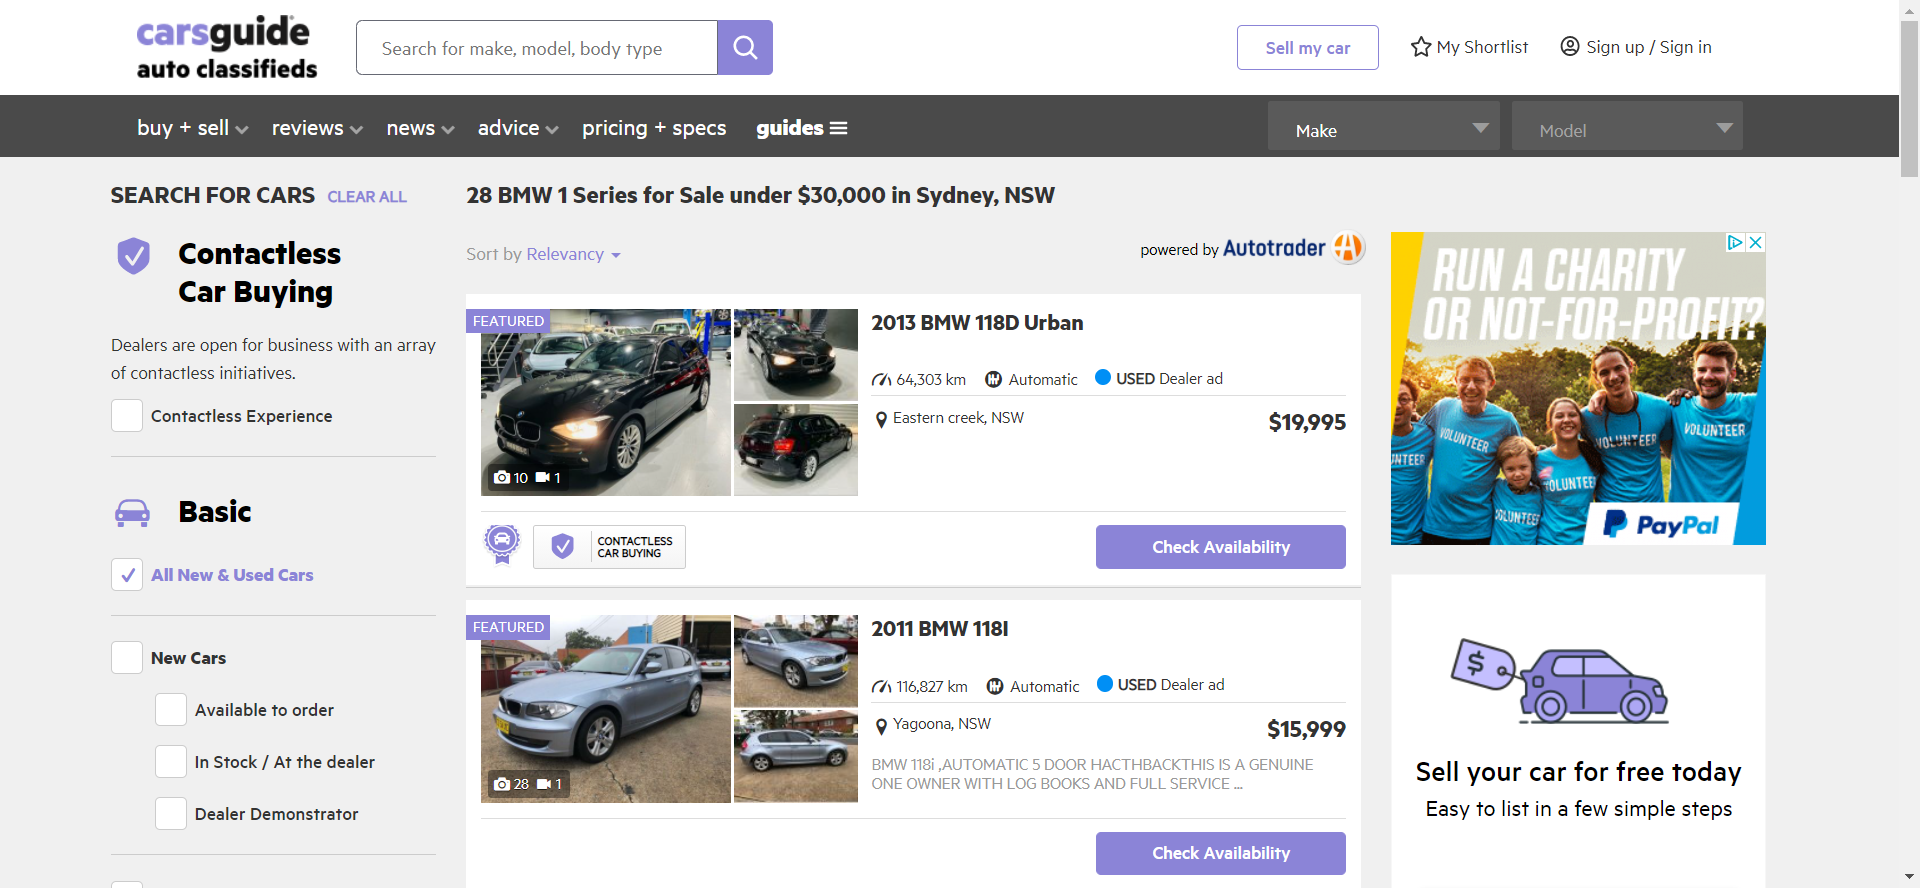 carsguide
auto classifieds
Search for make, model, body type
Sell my car
My Shortlist
Sign up / Sign in
buy + sell
reviews
news
advice
pricing + specs
guides
Make
Model
SEARCH FOR CARS
CLEAR ALL
28 BMW 1 Series for Sale under $30,000 in Sydney, NSW
Contactless
Car Buying
Dealers are open for business with an array
of contactless initiatives.
Contactless Experience
Basic
All New & Used Cars
New Cars
Available to order
In Stock / At the dealer
Dealer Demonstrator
Sort by Relevancy
powered by Autotrader
FEATURED
10
1
2013 BMW 118D Urban
64,303 km
Automatic
USED Dealer ad
Eastern creek, NSW
$19,995
CONTACTLESS
CAR BUYING
Check Availability
FEATURED
28
1
2011 BMW 118I
116,827 km
Automatic
USED Dealer ad
Yagoona, NSW
$15,999
BMW 118i ,AUTOMATIC 5 DOOR HACTHBACKTHIS IS A GENUINE
ONE OWNER WITH LOG BOOKS AND FULL SERVICE ...
Check Availability
RUN A CHARITY
OR NOT-FOR-PROFIT?
VOLUNTEER
VOLUNTEER
VOLUNTEER
UNTEER
OLUNTEE
OLUNTEE
PayPal
$
Sell your car for free today
Easy to list in a few simple steps